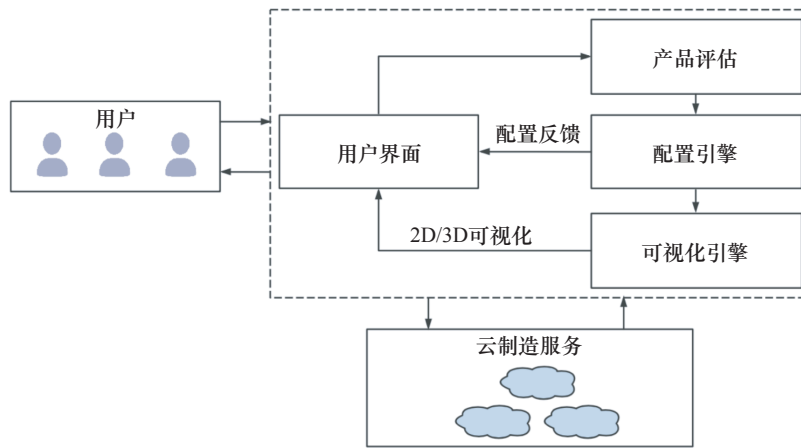 产品评估
用户
用户界面
配置反馈
配置引擎
2D/3D可视化
可视化引擎
云制造服务